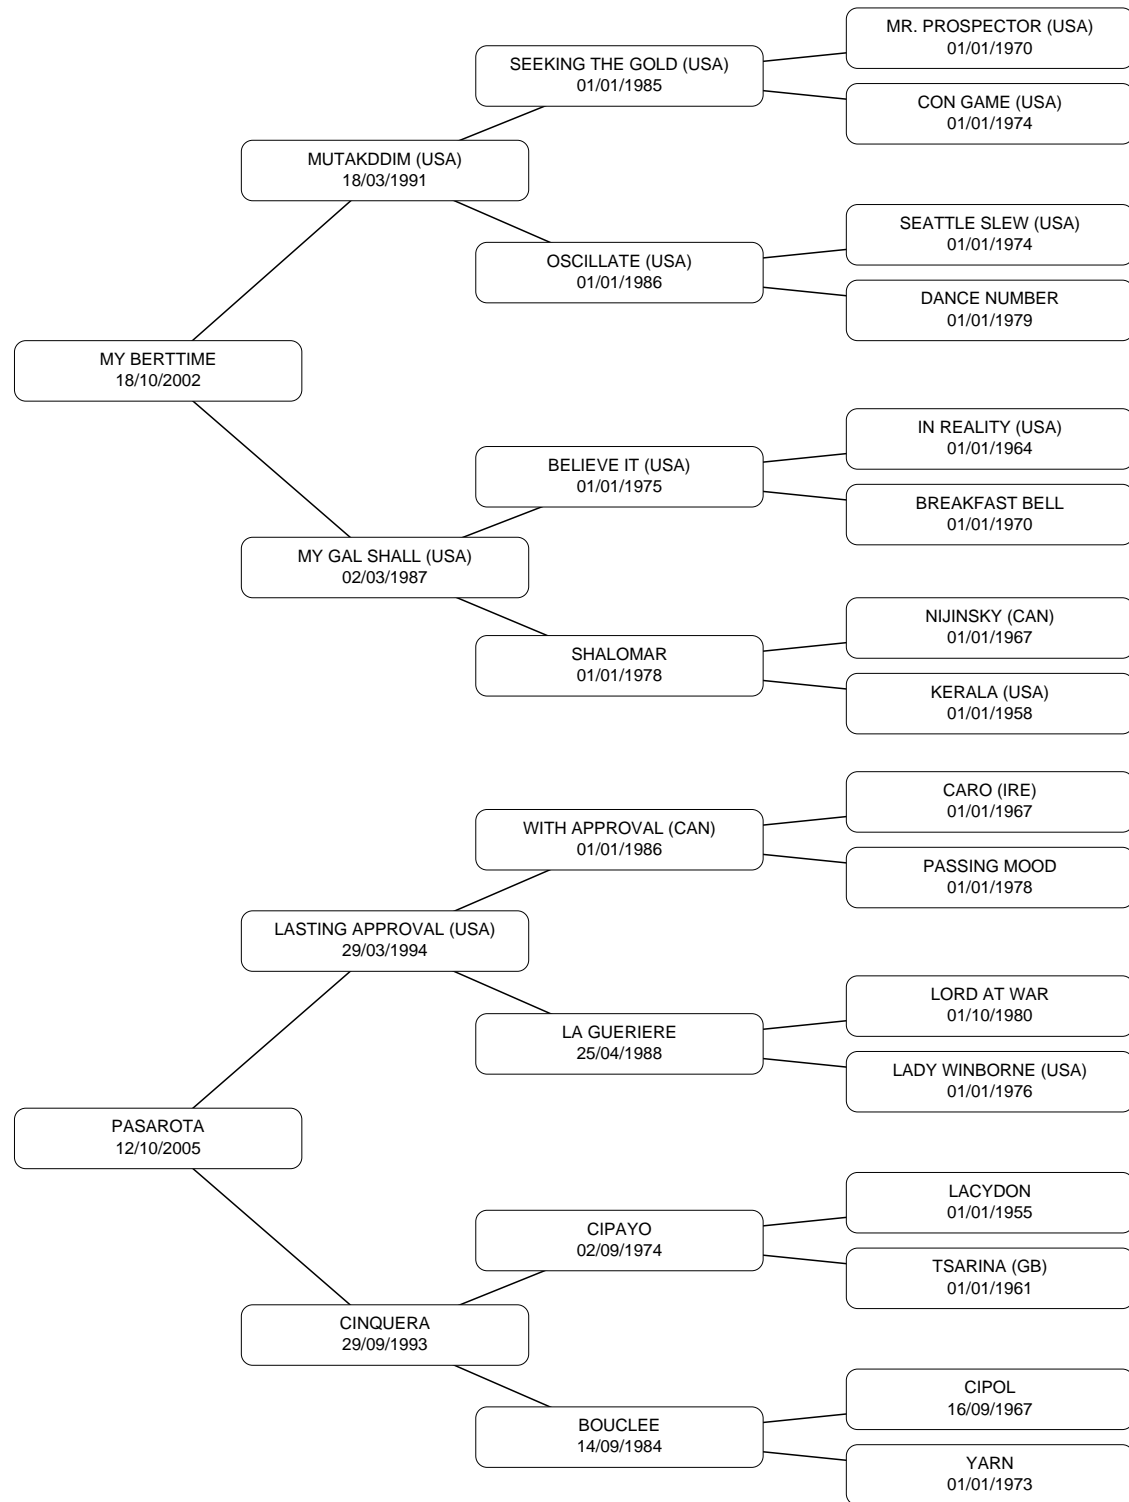 MR. PROSPECTOR (USA)
01/01/1970
SEEKING THE GOLD (USA)
01/01/1985
CON GAME (USA)
01/01/1974
MUTAKDDIM (USA)
18/03/1991
SEATTLE SLEW (USA)
01/01/1974
OSCILLATE (USA)
01/01/1986
DANCE NUMBER
01/01/1979
MY BERTTIME
18/10/2002
IN REALITY (USA)
01/01/1964
BELIEVE IT (USA)
01/01/1975
BREAKFAST BELL
01/01/1970
MY GAL SHALL (USA)
02/03/1987
NIJINSKY (CAN)
01/01/1967
SHALOMAR
01/01/1978
KERALA (USA)
01/01/1958
CARO (IRE)
01/01/1967
WITH APPROVAL (CAN)
01/01/1986
PASSING MOOD
01/01/1978
LASTING APPROVAL (USA)
29/03/1994
LORD AT WAR
01/10/1980
LA GUERIERE
25/04/1988
LADY WINBORNE (USA)
01/01/1976
PASAROTA
12/10/2005
LACYDON
01/01/1955
CIPAYO
02/09/1974
TSARINA (GB)
01/01/1961
CINQUERA
29/09/1993
CIPOL
16/09/1967
BOUCLEE
14/09/1984
YARN
01/01/1973